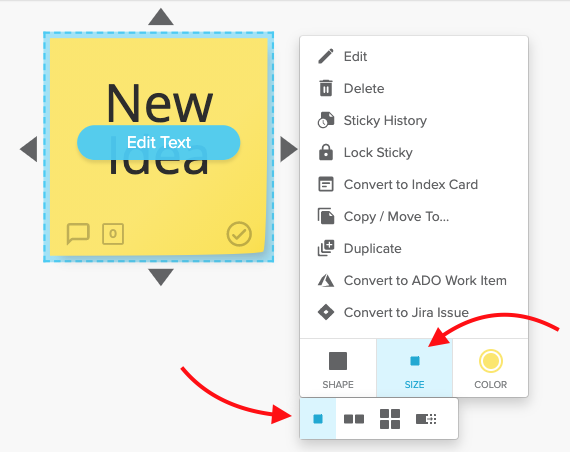 New
Edit Text
Idea
0
Edit
Delete
Sticky History
Lock Sticky
Convert to Index Card
Copy / Move To...
Duplicate
Convert to ADO Work Item
Convert to Jira Issue
SHAPE
SIZE
COLOR